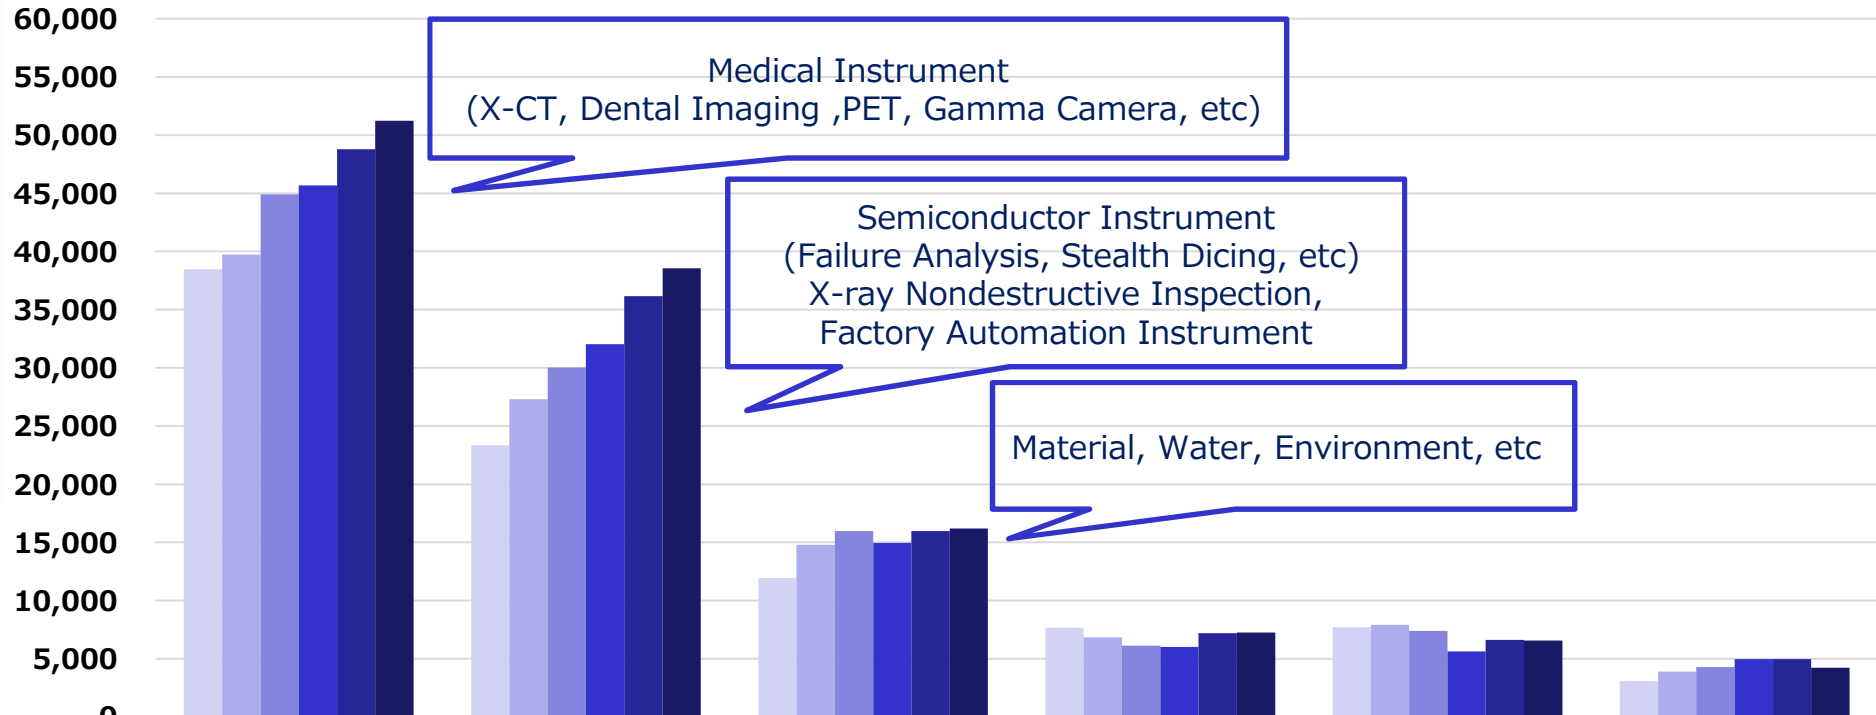 60,000
55,000
50,000
45,000
40,000
35,000
30,000
25,000
20,000
15,000
10,000
5,000
0
Medical Instrument
(X-CT, Dental Imaging ,PET, Gamma Camera, etc)
Semiconductor Instrument
(Failure Analysis, Stealth Dicing, etc)
X-ray Nondestructive Inspection,
Factory Automation Instrument
Material, Water, Environment, etc